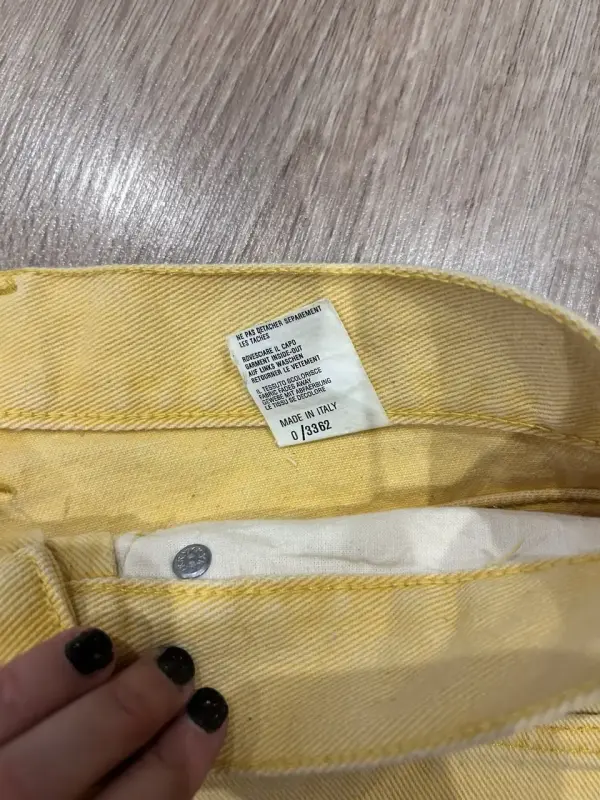 NE PAS DETACHER SEPAREMENT
LES TACHES
ROVESCIARE IL CAPO
GARMENT INSIDE-OUT
AUF LINKS WASCHEN
RETOURNER LE VETEMENT
IL TESSUTO SCOLORISCE
FABRIC FADES AWAY
GEWEBE MIT ABFAERBUNG
LE TISSU SE DECOLORE
MADE IN ITALY
0/3362